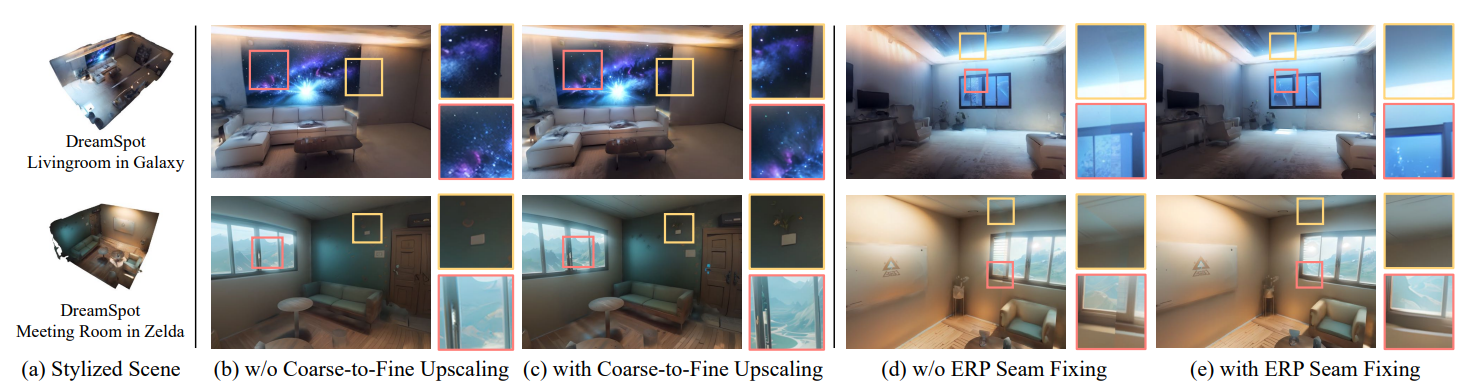 DreamSpot
Livingroom in Galaxy
DreamSpot
Meeting Room in Zelda
(a) Stylized Scene
(b) w/o Coarse-to-Fine Upscaling
(c) with Coarse-to-Fine Upscaling
(d) w/o ERP Seam Fixing
(e) with ERP Seam Fixing